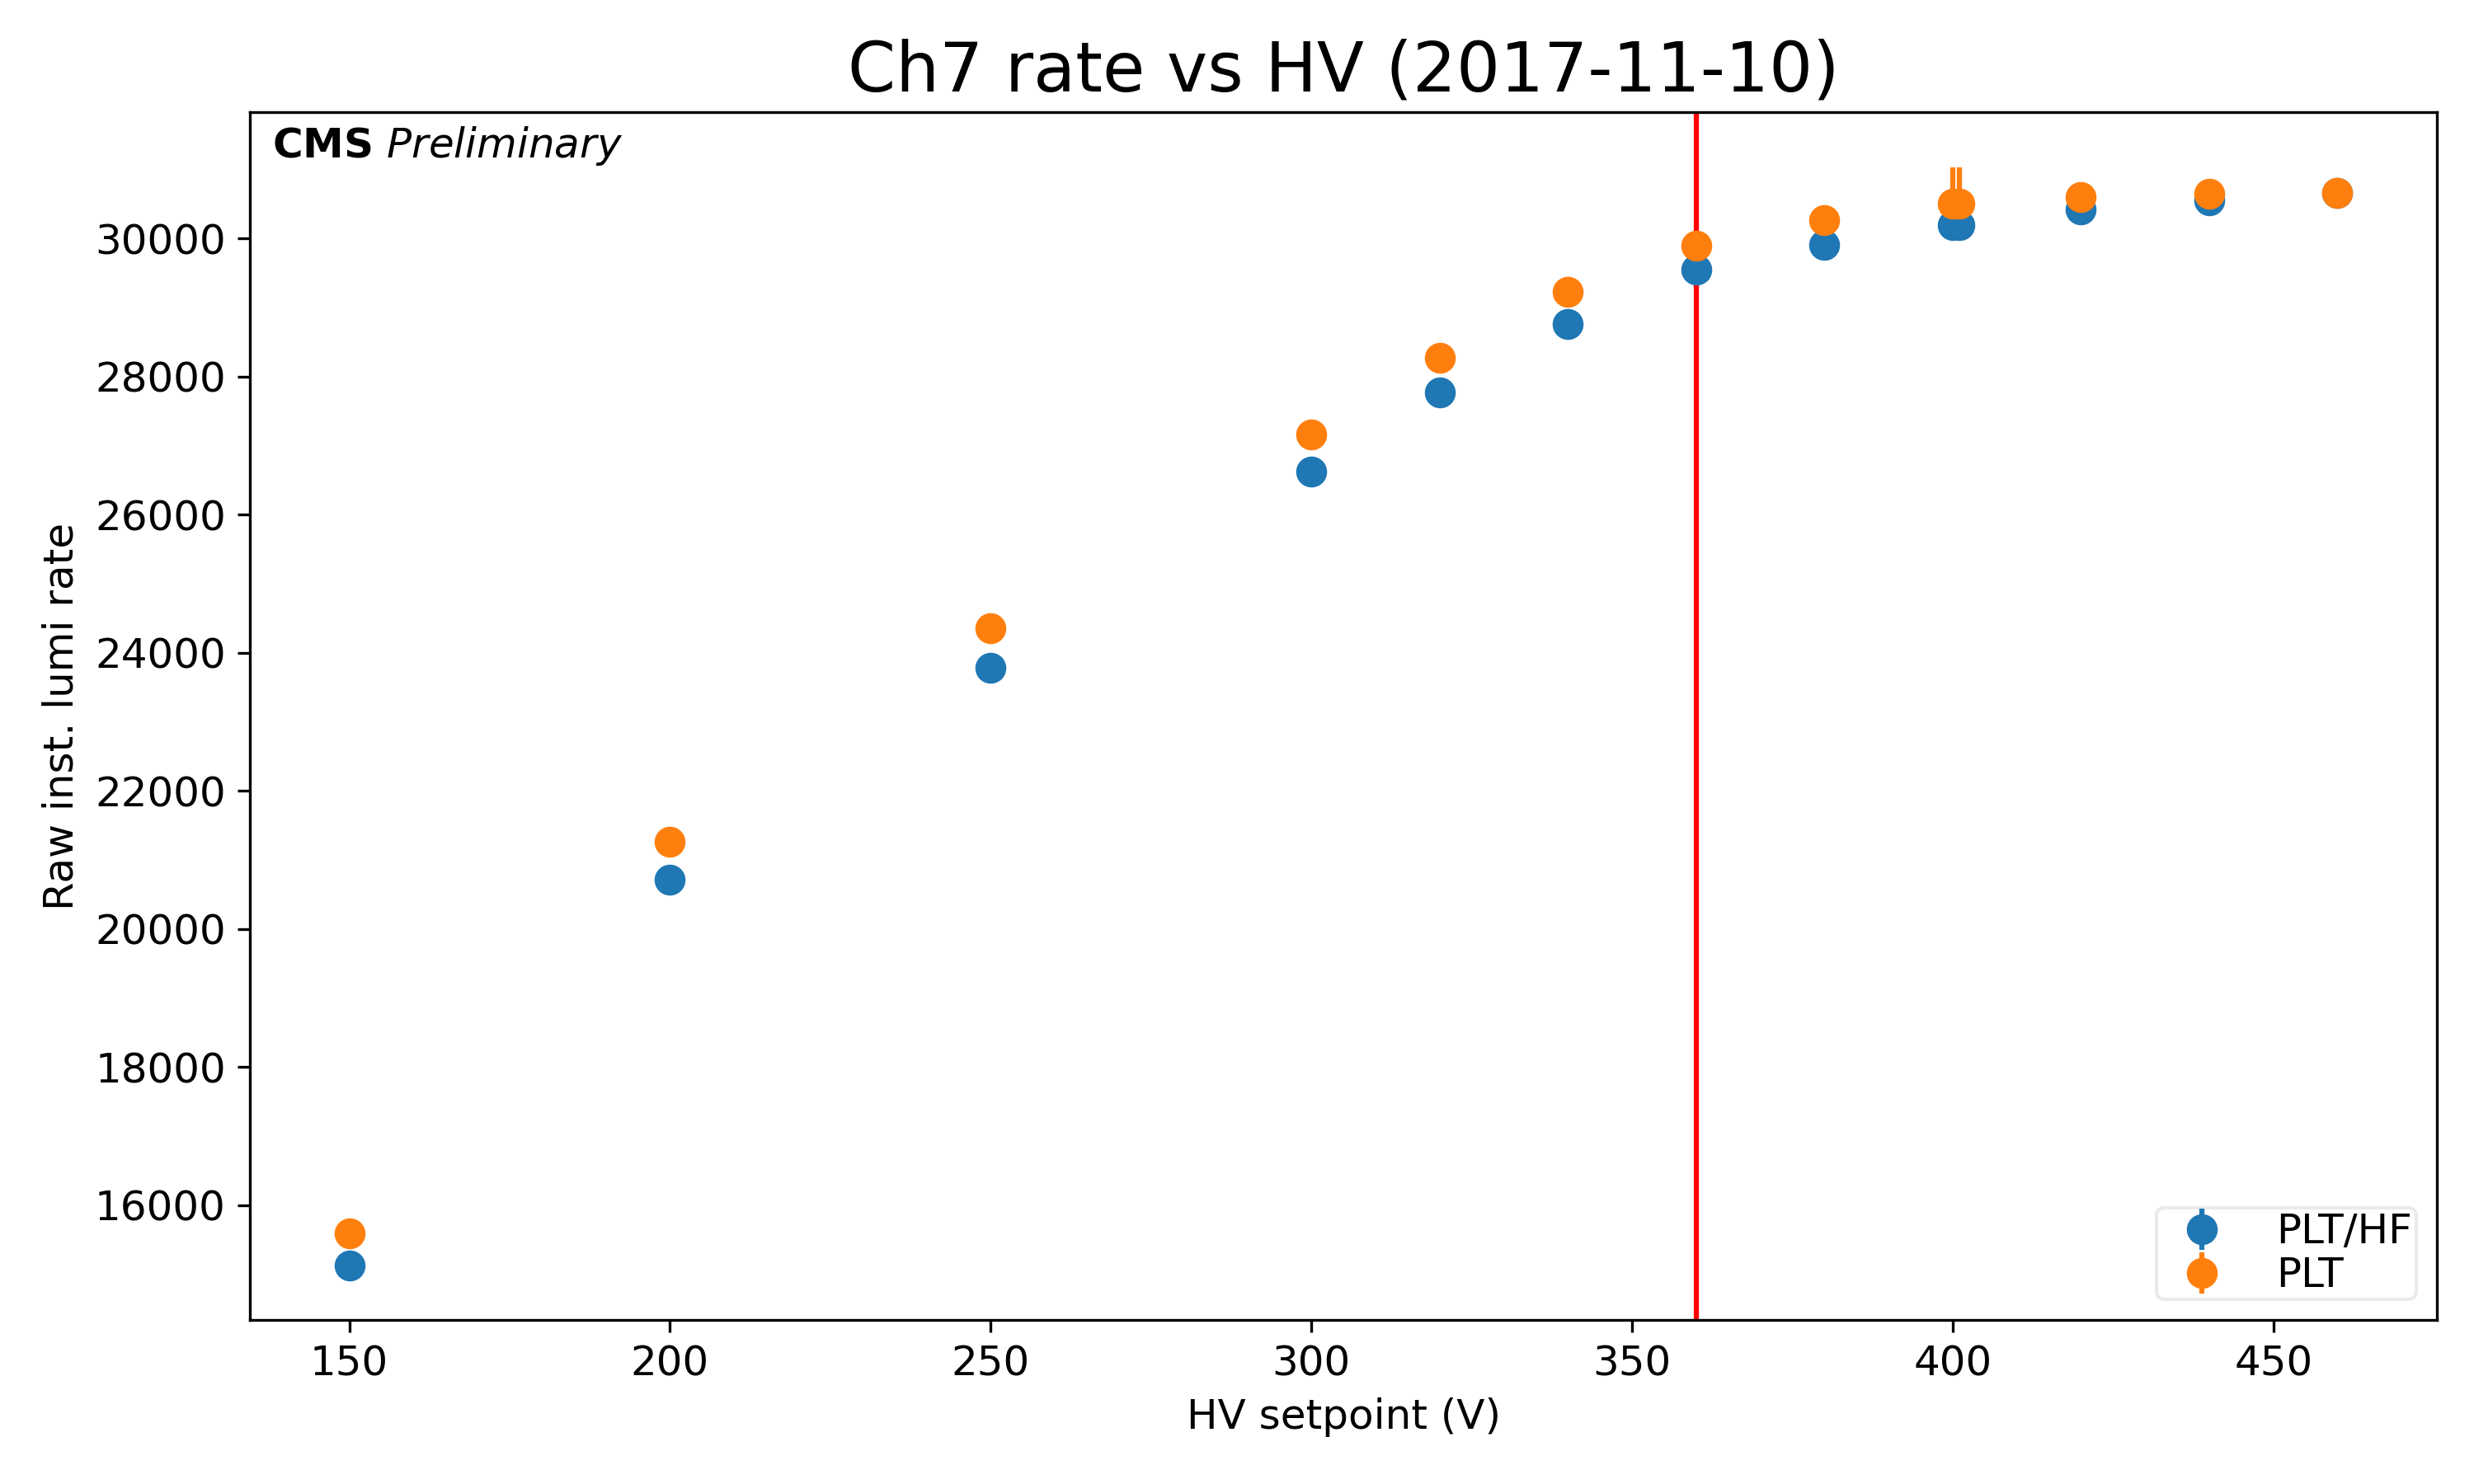 Ch7 rate vs HV (2017-11-10)
CMS Preliminary
Raw inst. lumi rate
30000
28000
26000
24000
22000
20000
18000
16000
PLT/HF
PLT
150 200 250 300 350 400 450
HV setpoint (V)